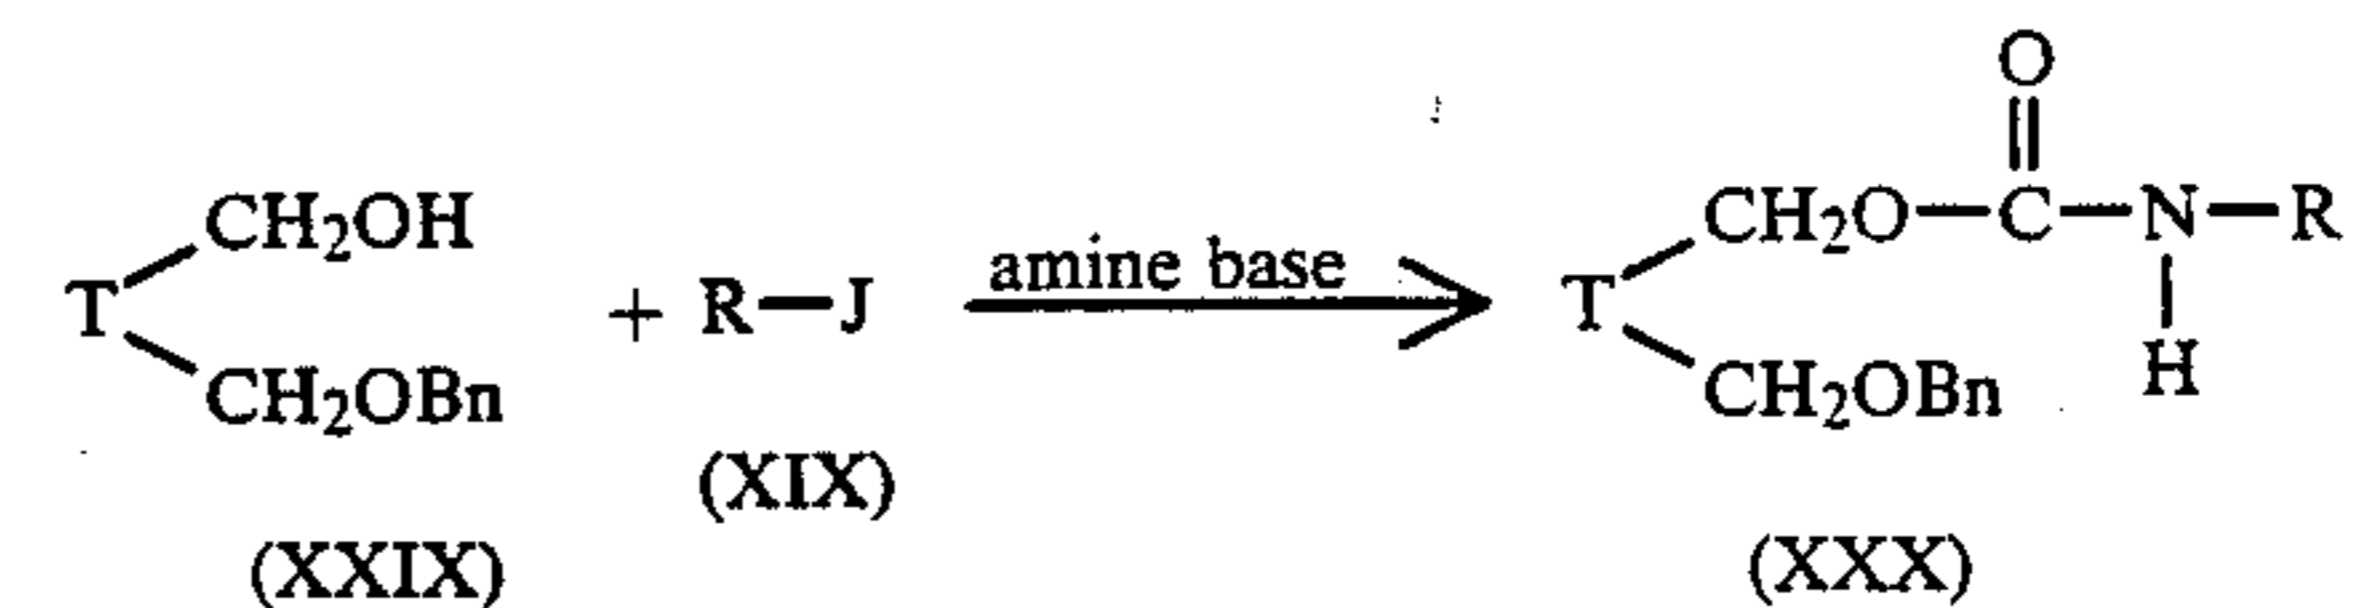 O
CH₂OH
CH₂O—C—N—R
T
+ R—J
amine base
T
CH₂OBn
CH₂OBn
H
(XIX)
(XXIX)
(XXX)